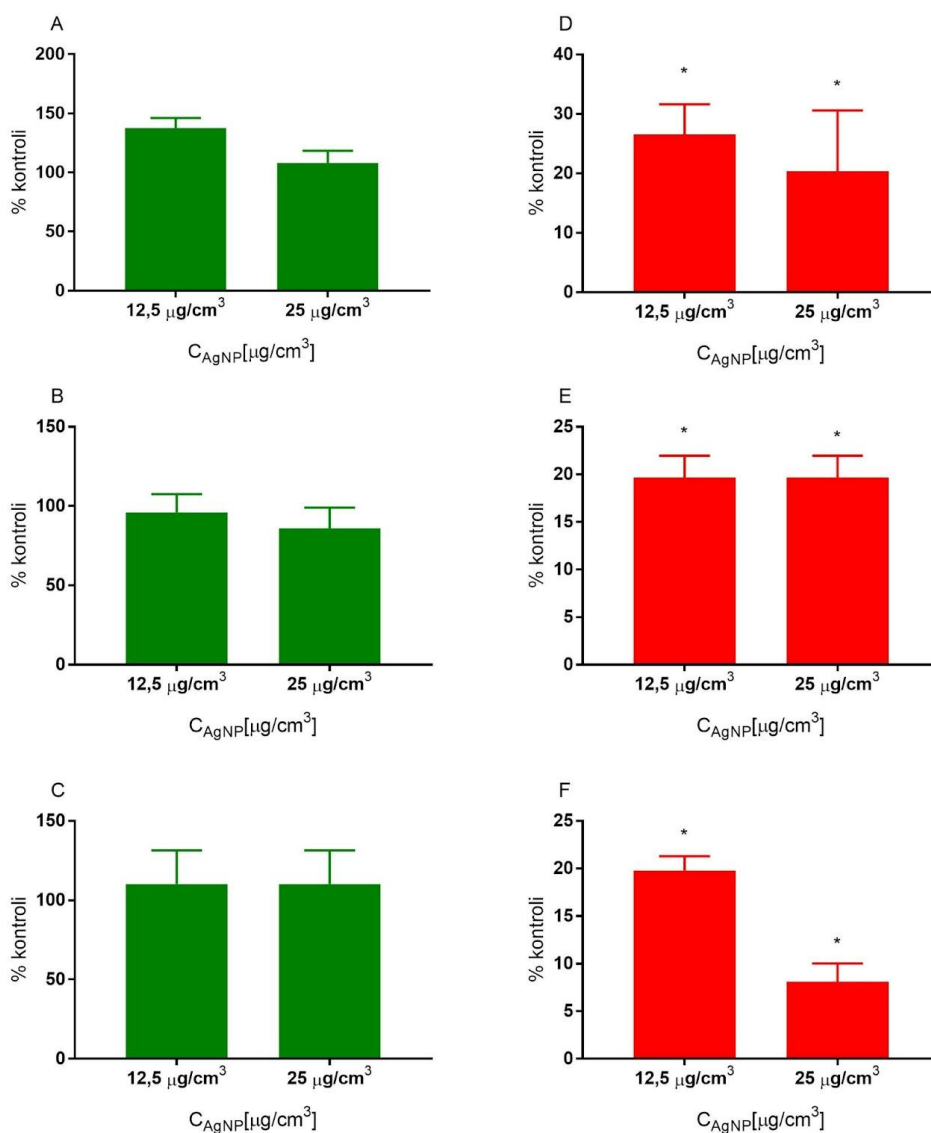 A
% kontroli
200
150
100
50
0
12,5 μg/cm³
25 μg/cm³
C_AgNP[μg/cm³]
D
% kontroli
40
30
20
10
0
*
*
12,5 μg/cm³
25 μg/cm³
C_AgNP[μg/cm³]
B
% kontroli
150
100
50
0
12,5 μg/cm³
25 μg/cm³
C_AgNP[μg/cm³]
E
% kontroli
25
20
15
10
5
0
*
*
12,5 μg/cm³
25 μg/cm³
C_AgNP[μg/cm³]
C
% kontroli
150
100
50
0
12,5 μg/cm³
25 μg/cm³
C_AgNP[μg/cm³]
F
% kontroli
25
20
15
10
5
0
*
*
12,5 μg/cm³
25 μg/cm³
C_AgNP[μg/cm³]